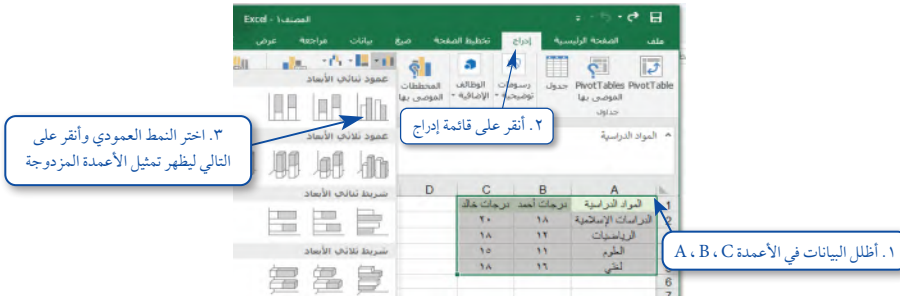 المصنف١ - Excel
ملف الصفحة الرئيسية إدراج تخطيط الصفحة صيغ بيانات مراجعة عرض
PivotTable PivotTables الموصى بها جدول رسومات توضيحية الوظائف الإضافية المخططات الموصى بها
جداول
عمود ثنائي الأبعاد
عمود ثلاثي الأبعاد
شريط ثنائي الأبعاد
شريط ثلاثي الأبعاد
٢. أنقر على قائمة إدراج
٣. اختر النمط العمودي وأنقر على
التالي ليظهر تمثيل الأعمدة المزدوجة
المواد الدراسية
A B C D
1 المواد الدراسية درجات أحمد درجات خالد
2 الدراسات الإسلامية ١٨ ٢٠
الرياضيات ١٢ ١٨
العلوم ١١ ١٥
لغتي ١٦ ١٨
6
7
١. أظلل البيانات في الأعمدة A ، B ، C